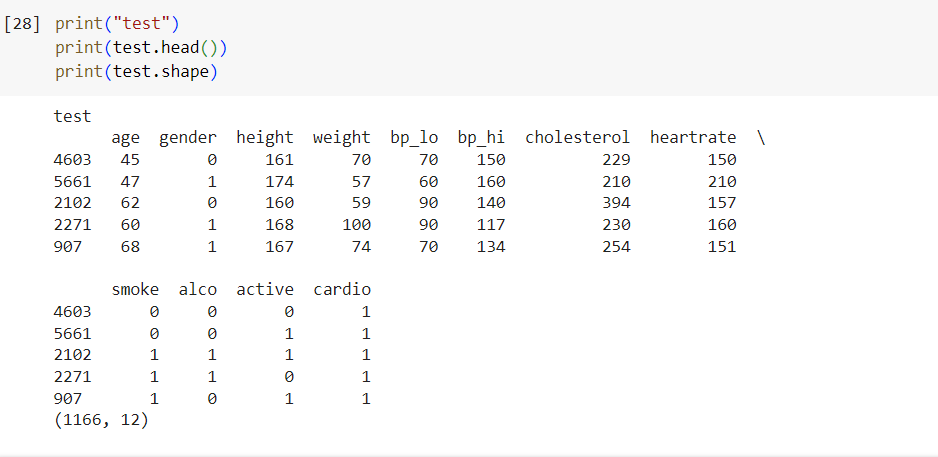 [28] print("test")
print(test.head())
print(test.shape)
test
age gender height weight bp_lo bp_hi cholesterol heartrate \
4603 45 0 161 70 70 150 229 150
5661 47 1 174 57 60 160 210 210
2102 62 0 160 59 90 140 394 157
2271 60 1 168 100 90 117 230 160
907 68 1 167 74 70 134 254 151
smoke alco active cardio
4603 0 0 0 1
5661 0 0 1 1
2102 1 1 1 1
2271 1 1 0 1
907 1 0 1 1
(1166, 12)